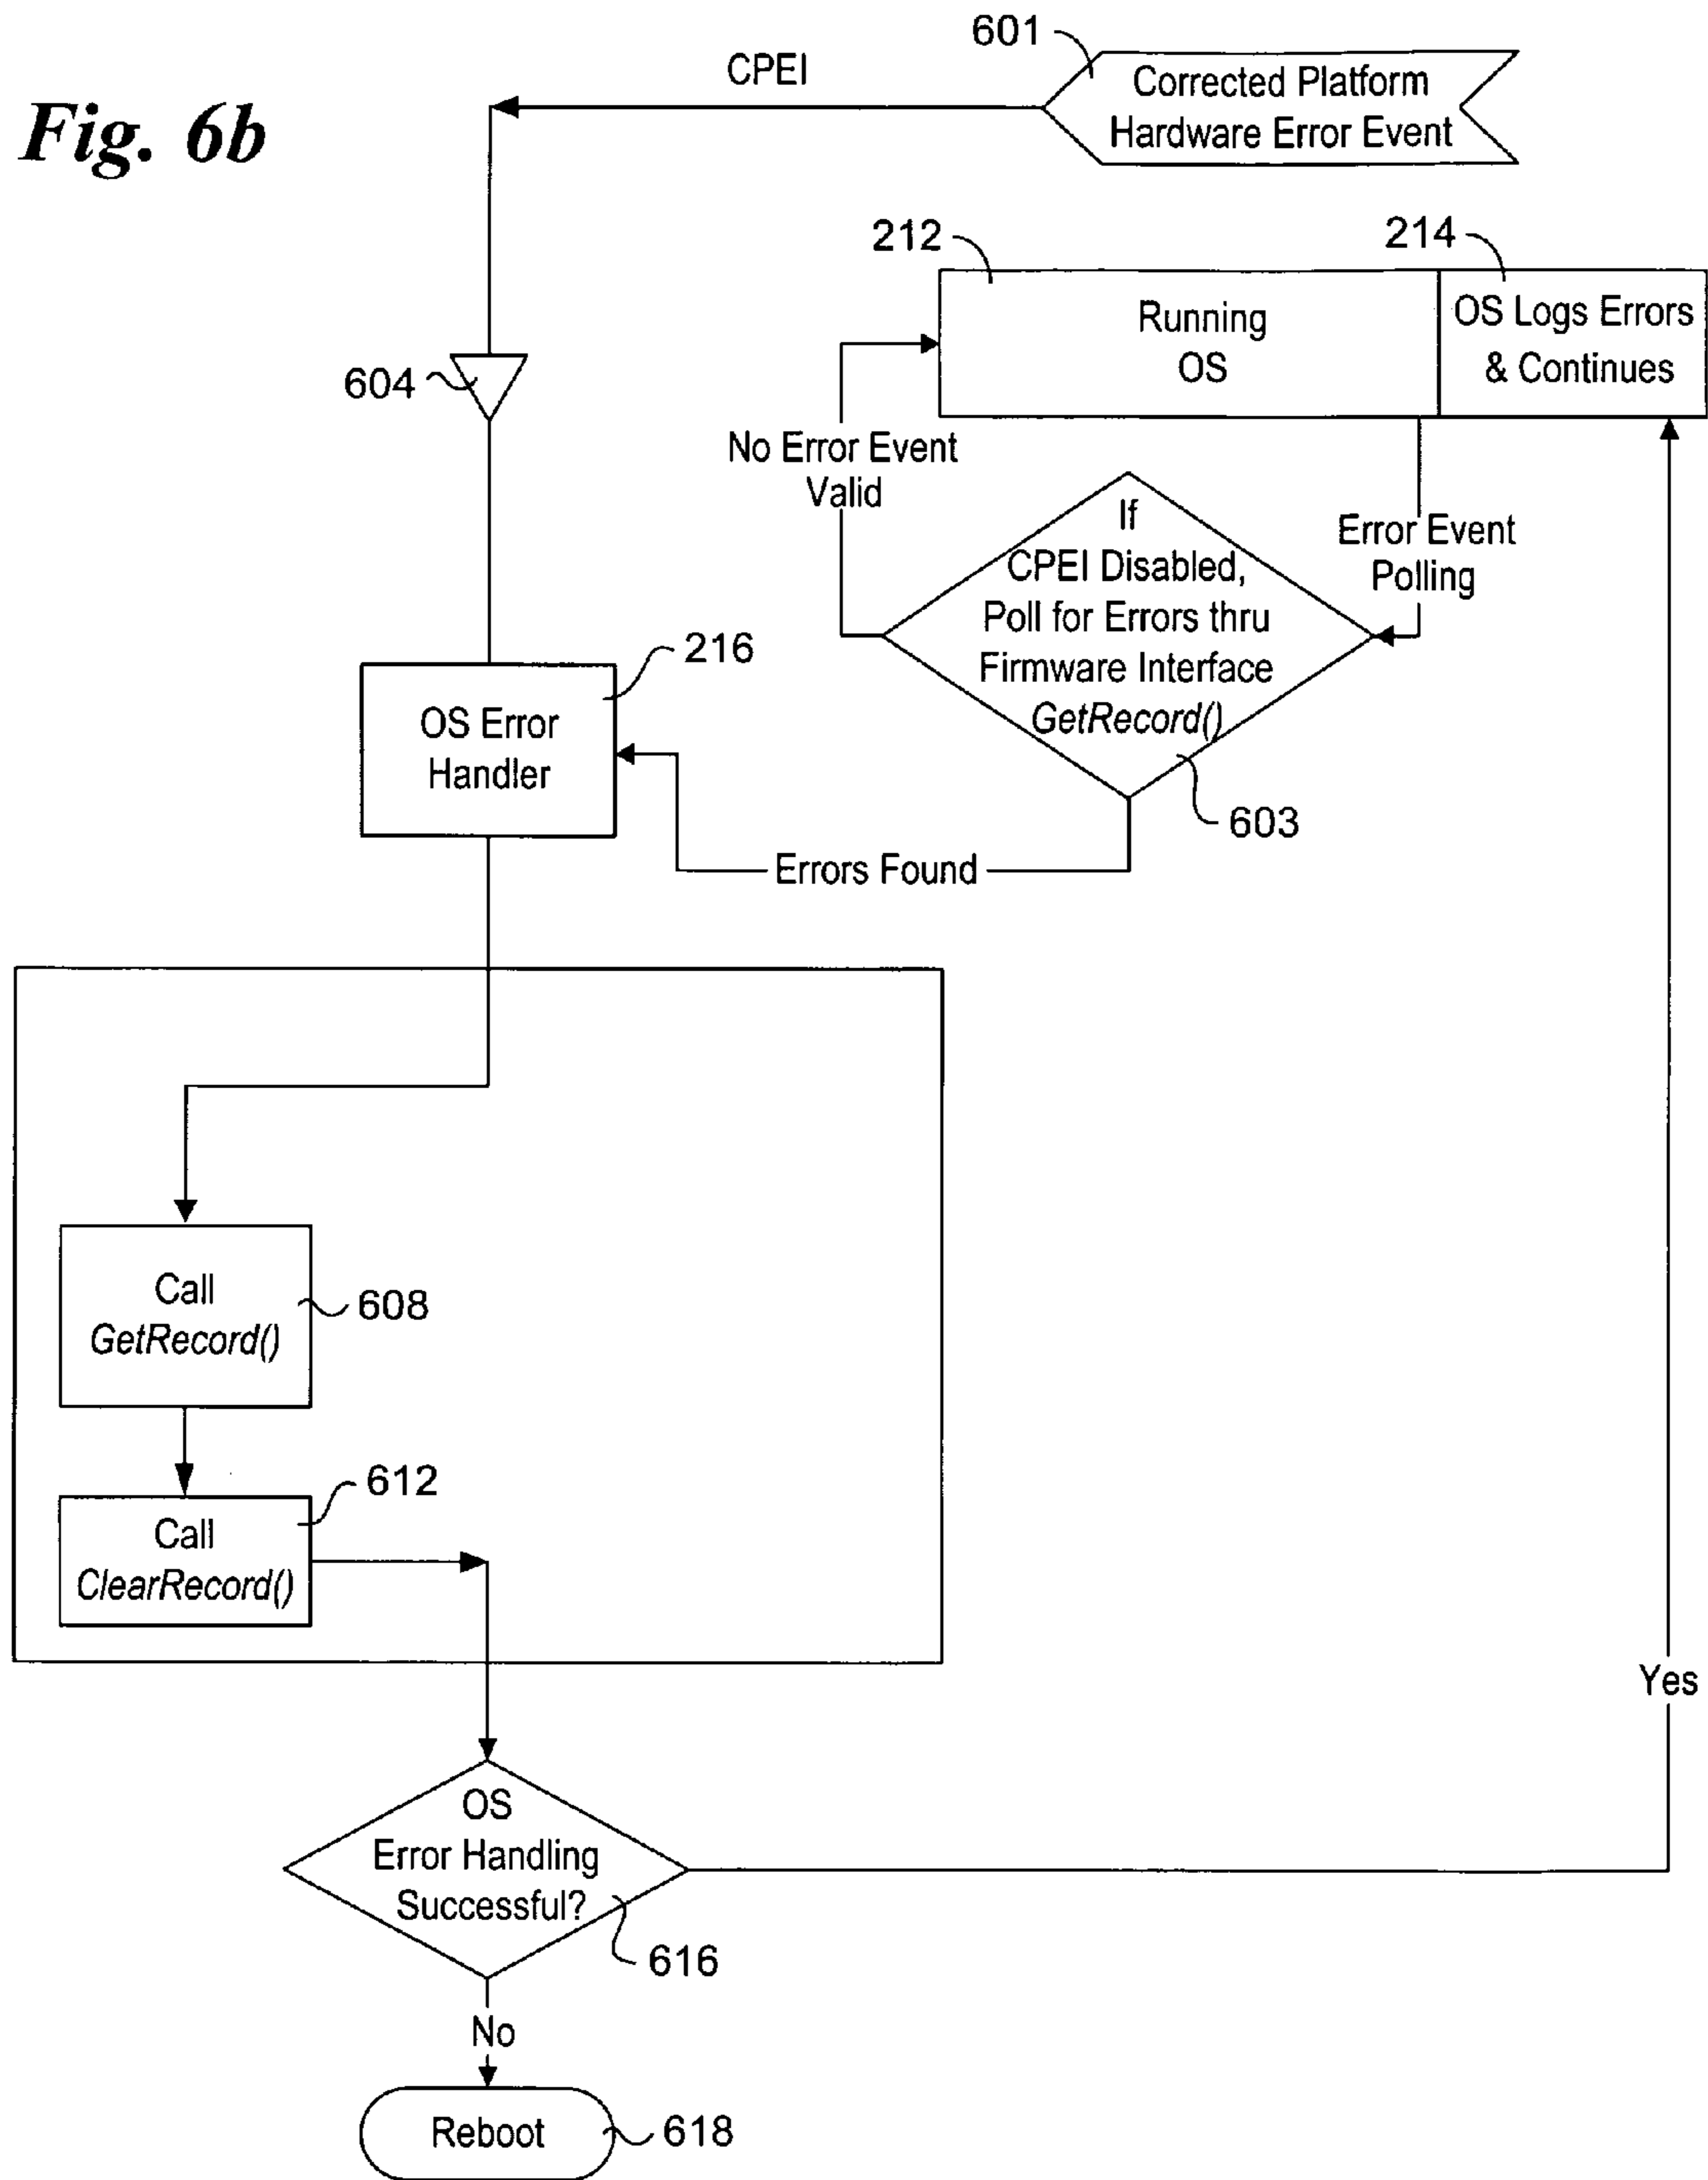 Fig. 6b
CPEI
601
Corrected Platform
Hardware Error Event
212
214
Running
OS
OS Logs Errors
& Continues
604
No Error Event
Valid
If
CPEI Disabled,
Poll for Errors thru
Firmware Interface
GetRecord()
Error Event
Polling
603
216
OS Error
Handler
Errors Found
Call
GetRecord()
608
Call
ClearRecord()
612
Yes
OS
Error Handling
Successful?
616
No
Reboot
618